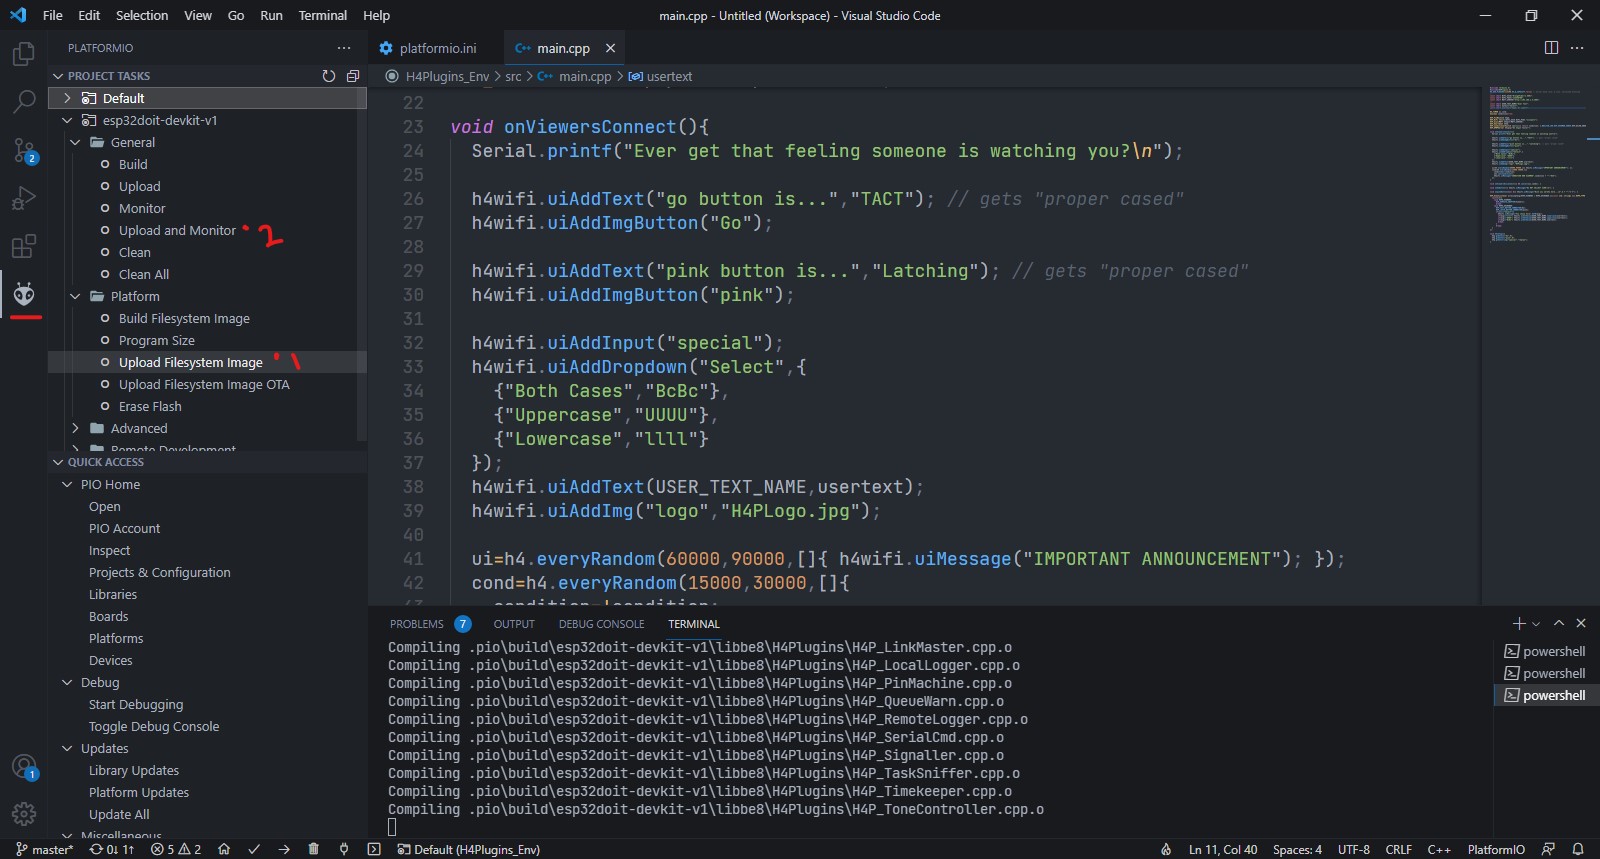 File Edit Selection View Go Run Terminal Help
main.cpp - Untitled (Workspace) - Visual Studio Code
PLATFORMIO
PROJECT TASKS
Default
esp32doit-devkit-v1
General
Build
Upload
Monitor
Upload and Monitor 2
Clean
Clean All
Platform
Build Filesystem Image
Program Size
Upload Filesystem Image 1
Upload Filesystem Image OTA
Erase Flash
Advanced
Remote Development
QUICK ACCESS
PIO Home
Open
PIO Account
Inspect
Projects & Configuration
Libraries
Boards
Platforms
Devices
Debug
Start Debugging
Toggle Debug Console
Updates
Library Updates
Platform Updates
Update All
Miscellaneous
2
1
platformio.ini main.cpp
H4Plugins_Env > src > main.cpp > usertext
22
23 void onViewersConnect(){
24 Serial.printf("Ever get that feeling someone is watching you?\n");
25
26 h4wifi.uiAddText("go button is...","TACT"); // gets "proper cased"
27 h4wifi.uiAddImgButton("Go");
28
29 h4wifi.uiAddText("pink button is...","Latching"); // gets "proper cased"
30 h4wifi.uiAddImgButton("pink");
31
32 h4wifi.uiAddInput("special");
33 h4wifi.uiAddDropdown("Select",{
34 {"Both Cases","BcBc"},
35 {"Uppercase","UUUU"},
36 {"Lowercase","llll"}
37 });
38 h4wifi.uiAddText(USER_TEXT_NAME,usertext);
39 h4wifi.uiAddImg("logo","H4PLogo.jpg");
40
41 ui=h4.everyRandom(60000,90000,[]{ h4wifi.uiMessage("IMPORTANT ANNOUNCEMENT"); });
42 cond=h4.everyRandom(15000,30000,[]{
43 condition=!condition;
PROBLEMS 7 OUTPUT DEBUG CONSOLE TERMINAL
Compiling .pio\build\esp32doit-devkit-v1\libbe8\H4Plugins\H4P_LinkMaster.cpp.o
Compiling .pio\build\esp32doit-devkit-v1\libbe8\H4Plugins\H4P_LocalLogger.cpp.o
Compiling .pio\build\esp32doit-devkit-v1\libbe8\H4Plugins\H4P_PinMachine.cpp.o
Compiling .pio\build\esp32doit-devkit-v1\libbe8\H4Plugins\H4P_QueueWarn.cpp.o
Compiling .pio\build\esp32doit-devkit-v1\libbe8\H4Plugins\H4P_RemoteLogger.cpp.o
Compiling .pio\build\esp32doit-devkit-v1\libbe8\H4Plugins\H4P_SerialCmd.cpp.o
Compiling .pio\build\esp32doit-devkit-v1\libbe8\H4Plugins\H4P_Signaller.cpp.o
Compiling .pio\build\esp32doit-devkit-v1\libbe8\H4Plugins\H4P_TaskSniffer.cpp.o
Compiling .pio\build\esp32doit-devkit-v1\libbe8\H4Plugins\H4P_Timekeeper.cpp.o
Compiling .pio\build\esp32doit-devkit-v1\libbe8\H4Plugins\H4P_ToneController.cpp.o
powershell
powershell
powershell
master* 0↓ 1↑ 5 2 Default (H4Plugins_Env) Ln 11, Col 40 Spaces: 4 UTF-8 CRLF C++ PlatformIO